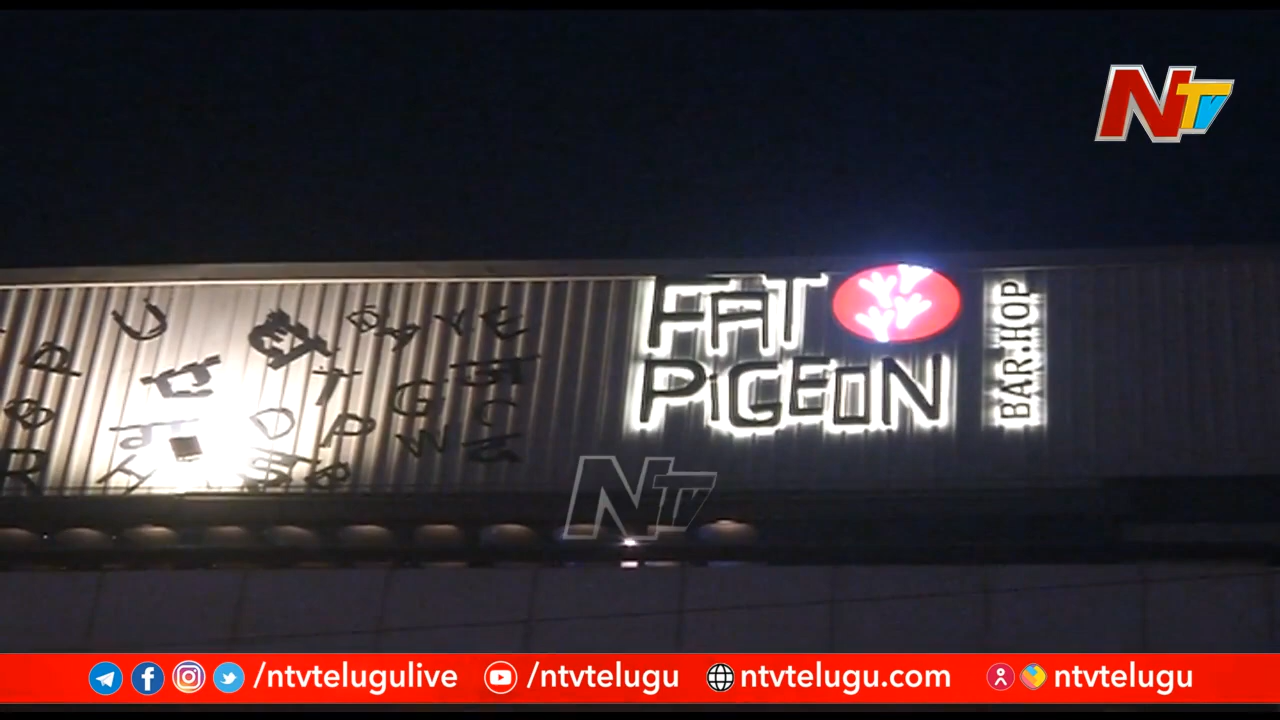 NTV
FAT
PiGEON
BAR.HOP
NTV
/ntvtelugulive /ntvtelugu ntvtelugu.com ntvtelugu